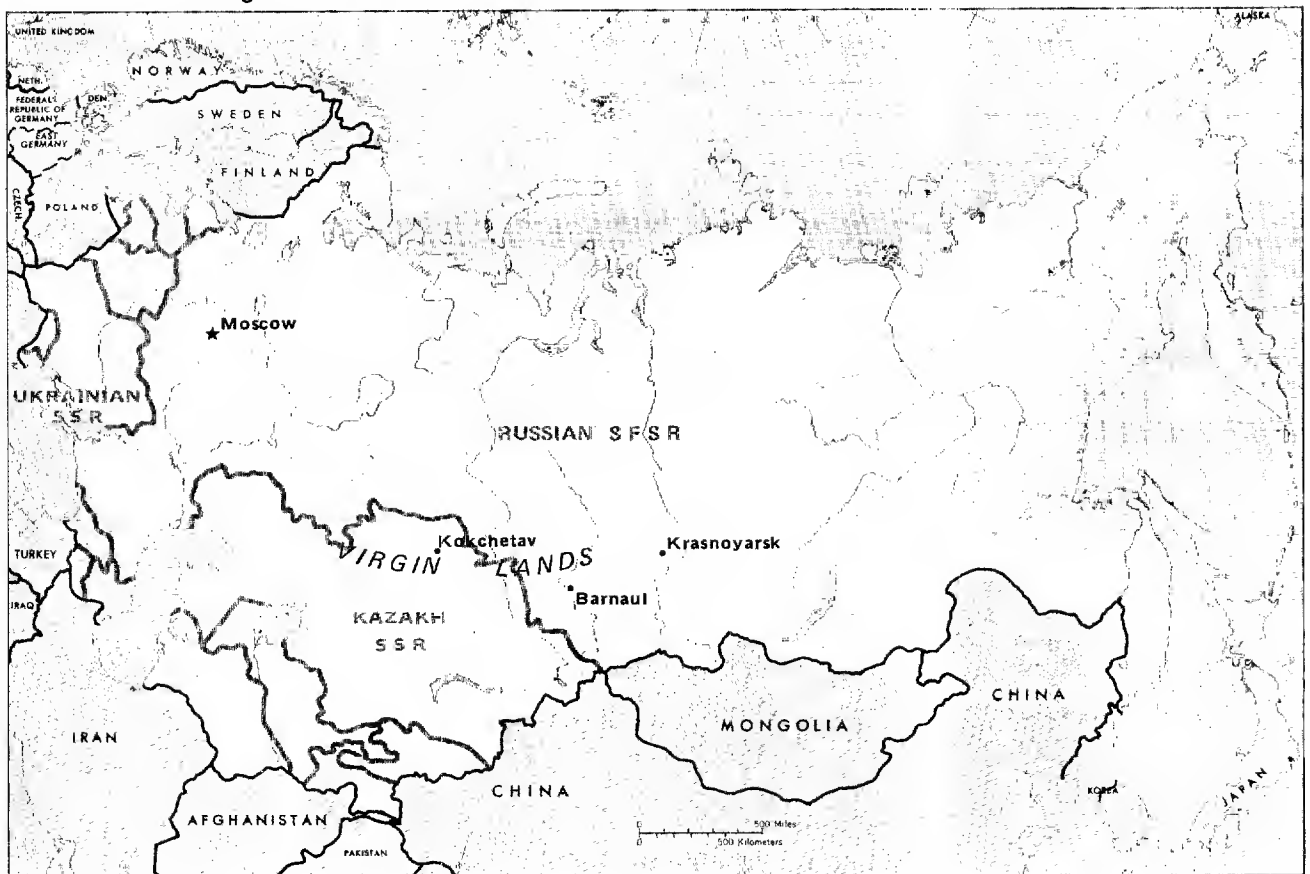 UNITED KINGDOM
ALASKA
NORWAY
NETH.
DEN.
FEDERAL
REPUBLIC OF
GERMANY
SWEDEN
EAST
GERMANY
FINLAND
CZECH.
POLAND
Moscow
UKRAINIAN
SSR
RUSSIAN SFSR
Kokchetav
Krasnoyarsk
VIRGIN LANDS
TURKEY
Barnaul
IRAQ
KAZAKH
SSR
CHINA
MONGOLIA
IRAN
CHINA
KOREA
JAPAN
AFGHANISTAN
PAKISTAN
0 500 Miles
0 500 Kilometers